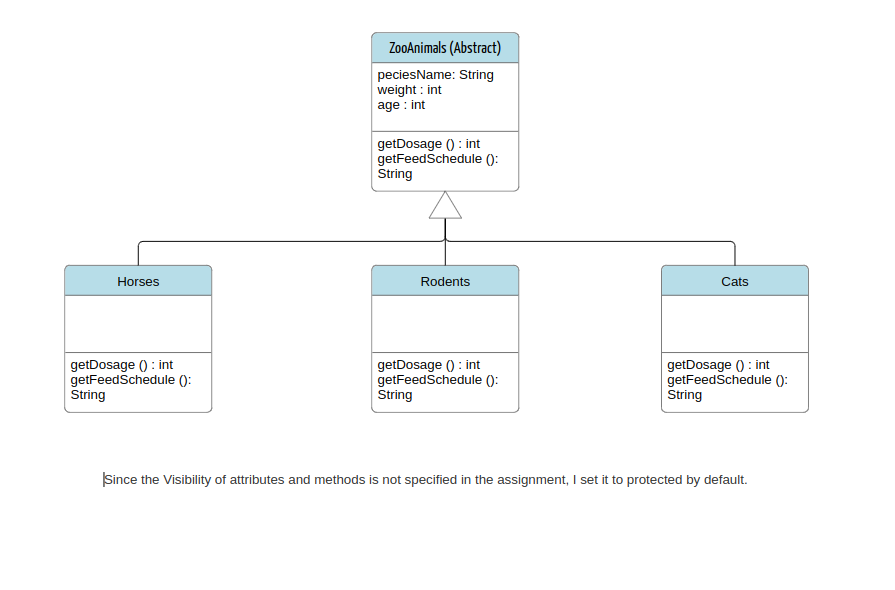 ZooAnimals (Abstract)
peciesName: String
weight : int
age : int
getDosage () : int
getFeedSchedule ():
String
Horses
getDosage () : int
getFeedSchedule ():
String
Rodents
getDosage () : int
getFeedSchedule ():
String
Cats
getDosage () : int
getFeedSchedule ():
String
Since the Visibility of attributes and methods is not specified in the assignment, I set it to protected by default.